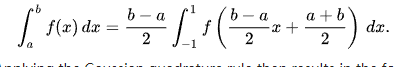 ∫_a^b f(x) dx = (b − a)/2 ∫_{−1}^1 f((b − a)/2 x + (a + b)/2) dx.